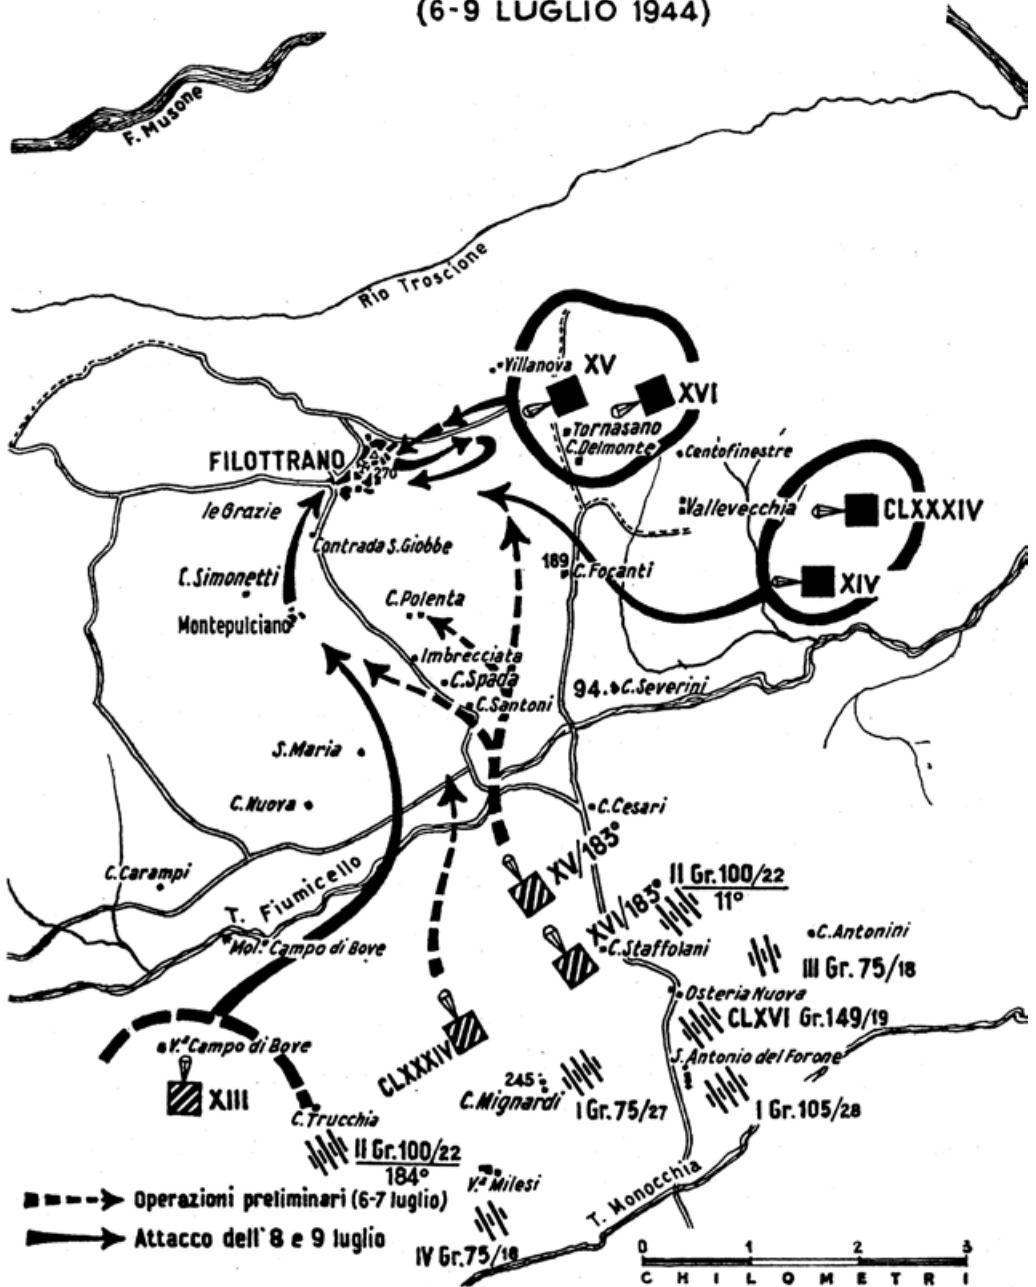 (6-9 LUGLIO 1944)
F. Musone
Rio Troscione
Villanova
XV
XVI
Tornasano
C. Delmonte
Centofinestre
FILOTTRANO
270
le Grazie
Vallevecchia
CLXXXIV
Contrada S. Giobbe
189
C. Focanti
XIV
C. Simonetti
C. Polenta
Montepulciano
Imbrecciata
C. Spada
94.
C. Severini
C. Santoni
S. Maria
C. Nuova
C. Cesari
XV/183°
C. Carampi
T. Fiumicello
II Gr. 100/22
11°
XVI/183°
Mol.° Campo di Bove
C. Staffolani
C. Antonini
III Gr. 75/18
Osteria Nuova
CLXVI Gr. 149/19
V.ª Campo di Bove
CLXXXIV
S. Antonio del Forone
XIII
245
C. Mignardi
I Gr. 75/27
I Gr. 105/28
C. Trucchia
II Gr. 100/22
184°
V.ª Milesi
T. Monocchia
IV Gr. 75/18
Operazioni preliminari (6-7 luglio)
Attacco dell'8 e 9 luglio
0 1 2 3
CHILOMETRI